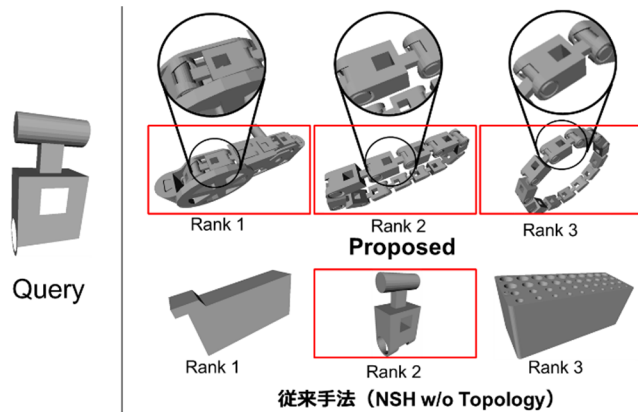 Query
Rank 1
Rank 2
Rank 3
Proposed
Rank 1
Rank 2
Rank 3
従来手法（NSH w/o Topology）